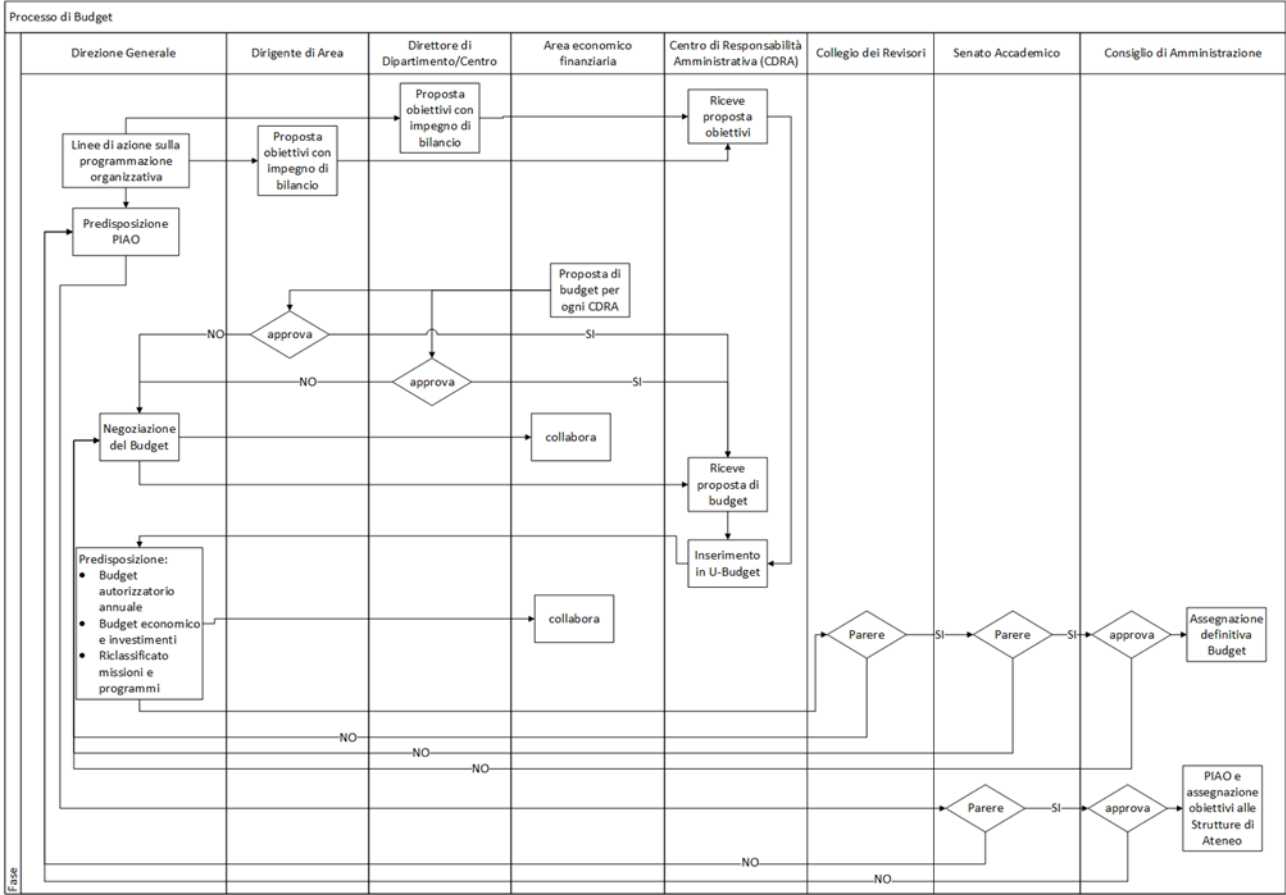 Processo di Budget
Direzione Generale
Dirigente di Area
Direttore di
Dipartimento/Centro
Area economico
finanziaria
Centro di Responsabilità
Amministrativa (CDRA)
Collegio dei Revisori
Senato Accademico
Consiglio di Amministrazione
Proposta
obiettivi con
impegno di
bilancio
Riceve
proposta
obiettivi
Linee di azione sulla
programmazione
organizzativa
Proposta
obiettivi con
impegno di
bilancio
Predisposizione
PIAO
Proposta di
budget per
ogni CDRA
NO
approva
SI
NO
approva
SI
Negoziazione
del Budget
collabora
Riceve
proposta di
budget
Inserimento
in U-Budget
Predisposizione:
• Budget
autorizzatorio
annuale
• Budget economico
e investimenti
• Riclassificato
missioni e
programmi
collabora
Parere
SI
Parere
SI
approva
Assegnazione
definitiva
Budget
NO
NO
NO
Parere
SI
approva
PIAO e
assegnazione
obiettivi alle
Strutture di
Ateneo
NO
NO
Fase